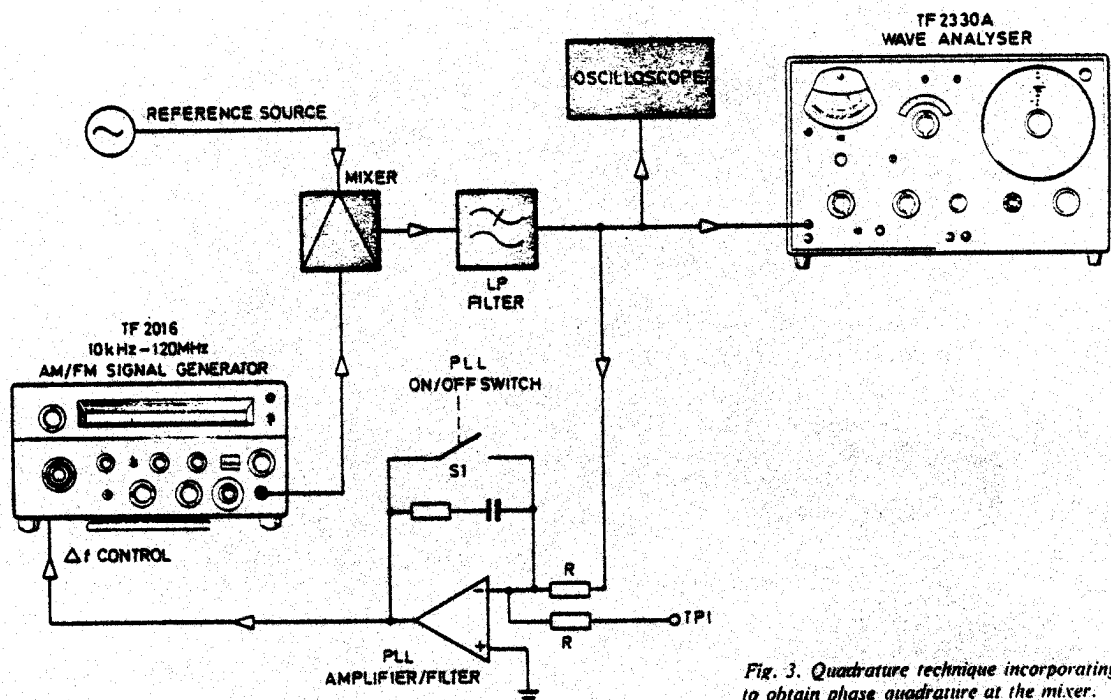 TF 2330A
WAVE ANALYSER
OSCILLOSCOPE
REFERENCE SOURCE
MIXER
LP
FILTER
TF 2016
10kHz-120MHz
AM/FM SIGNAL GENERATOR
PLL
ON/OFF SWITCH
S1
Δf CONTROL
R
R
TP1
-
+
PLL
AMPLIFIER/FILTER
Fig. 3. Quadrature technique incorporating
to obtain phase quadrature at the mixer.